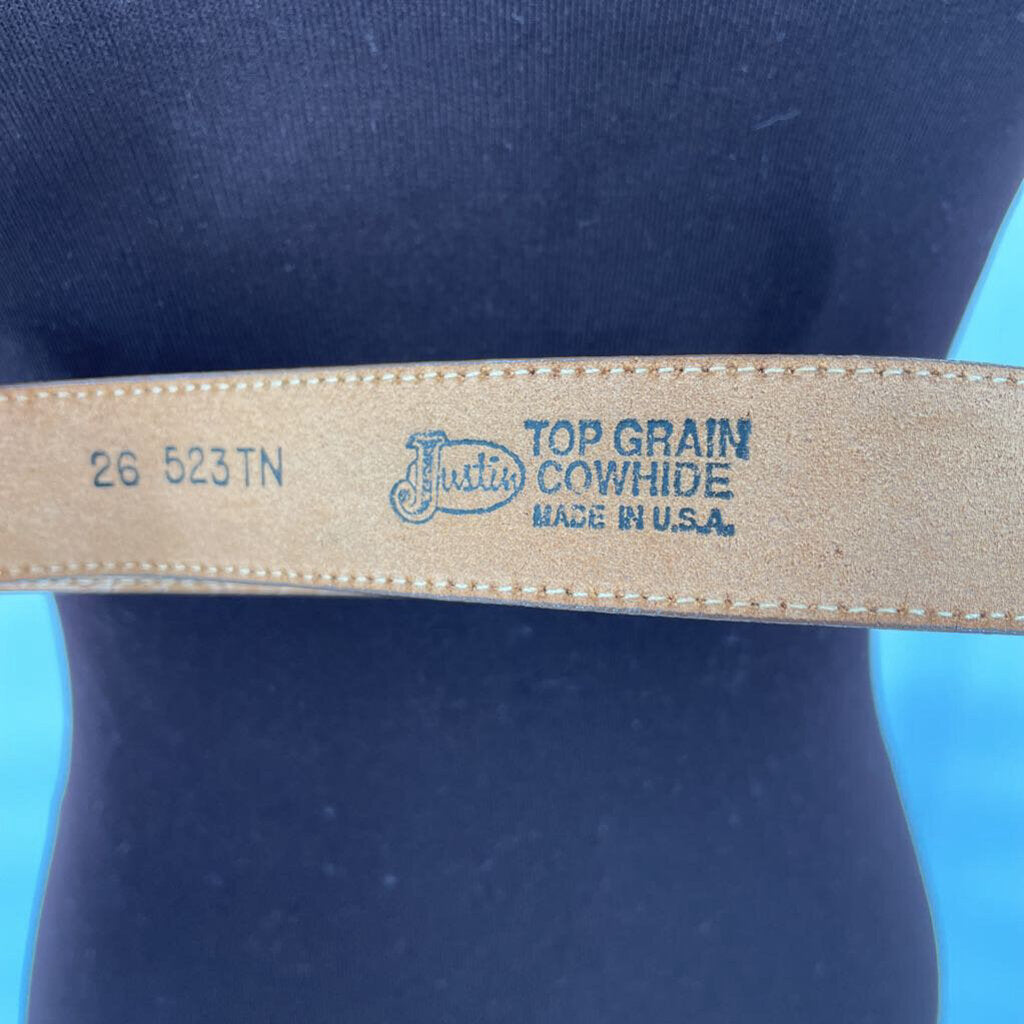 26 523TN
Justin
TOP GRAIN
COWHIDE
MADE IN U.S.A.